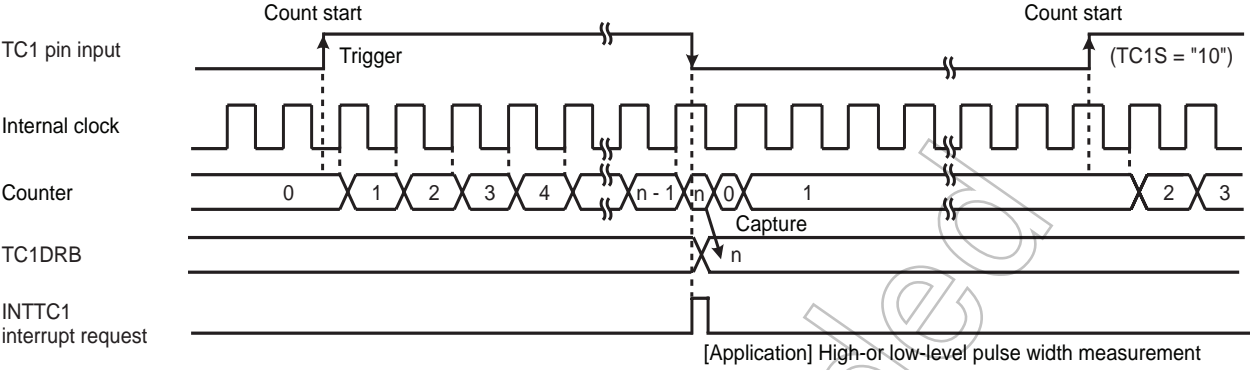 Count start Count start
TC1 pin input
Trigger (TC1S = "10")
Internal clock
Counter 0 1 2 3 4 n - 1 n 0 1 2 3
Capture
TC1DRB n
INTTC1
interrupt request
[Application] High-or low-level pulse width measurement